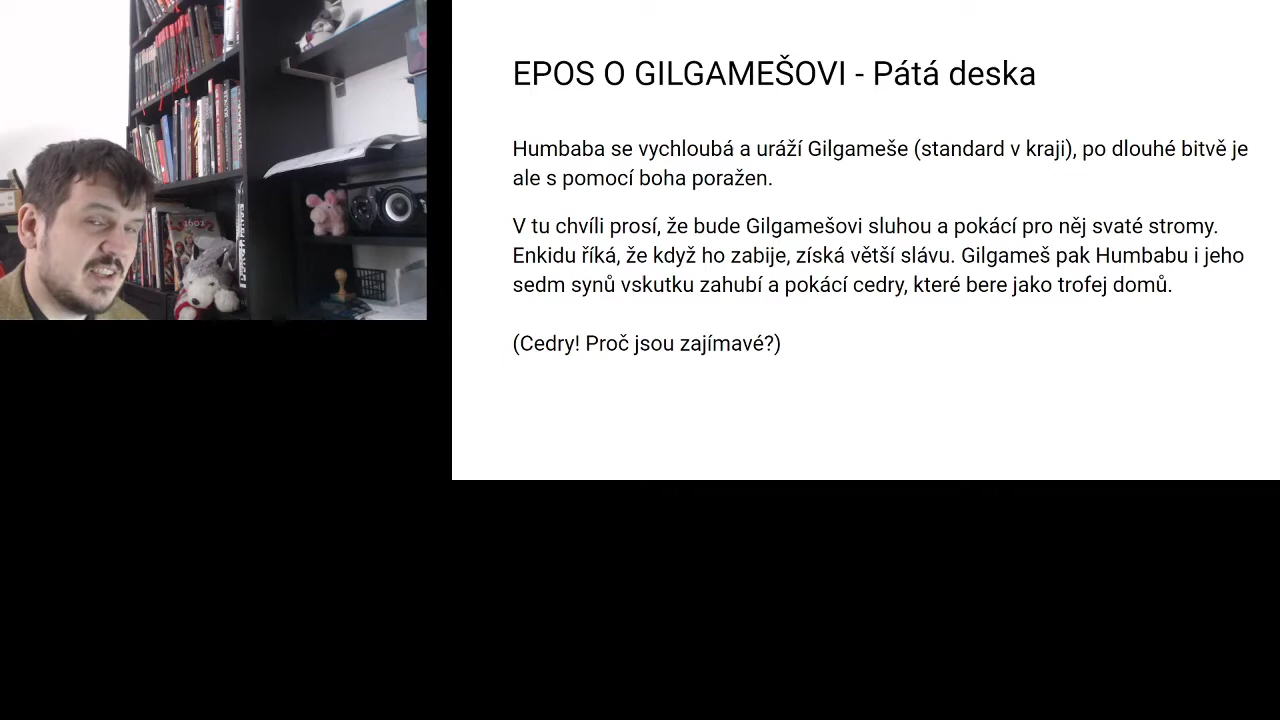 EPOS O GILGAMEŠOVI - Pátá deska
Humbaba se vychloubá a uráží Gilgameše (standard v kraji), po dlouhé bitvě je
ale s pomocí boha poražen.
V tu chvíli prosí, že bude Gilgamešovi sluhou a pokácí pro něj svaté stromy.
Enkidu říká, že když ho zabije, získá větší slávu. Gilgameš pak Humbabu i jeho
sedm synů vskutku zahubí a pokácí cedry, které bere jako trofej domů.
(Cedry! Proč jsou zajímavé?)
1602